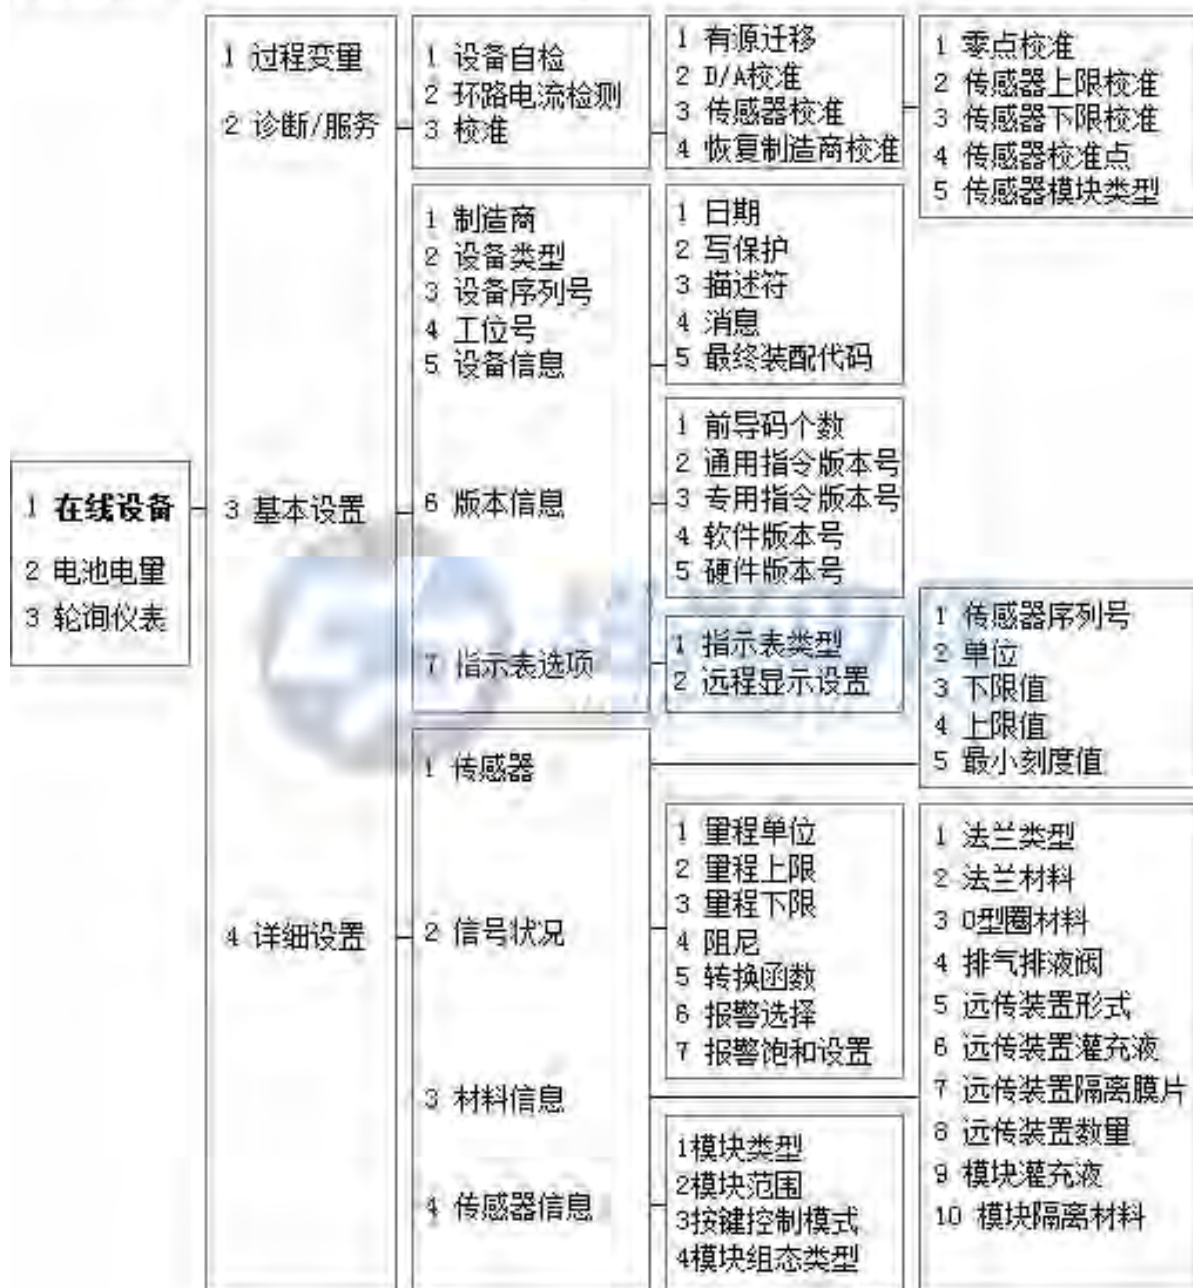 1 在线设备
2 电池电量
3 轮询仪表
1 过程变量
2 诊断/服务
3 基本设置
4 详细设置
1 设备自检
2 环路电流检测
3 校准
1 有源迁移
2 D/A校准
3 传感器校准
4 恢复制造商校准
1 零点校准
2 传感器上限校准
3 传感器下限校准
4 传感器校准点
5 传感器模块类型
1 制造商
2 设备类型
3 设备序列号
4 工位号
5 设备信息
6 版本信息
7 指示表选项
1 日期
2 写保护
3 描述符
4 消息
5 最终装配代码
1 前导码个数
2 通用指令版本号
3 专用指令版本号
4 软件版本号
5 硬件版本号
1 指示表类型
2 远程显示设置
1 传感器
2 信号状况
3 材料信息
4 传感器信息
1 传感器序列号
2 单位
3 下限值
4 上限值
5 最小刻度值
1 量程单位
2 量程上限
3 量程下限
4 阻尼
5 转换函数
6 报警选择
7 报警饱和设置
1 法兰类型
2 法兰材料
3 O型圈材料
4 排气排液阀
5 远传装置形式
6 远传装置灌充液
7 远传装置隔离膜片
8 远传装置数量
9 模块灌充液
10 模块隔离材料
1模块类型
2模块范围
3按键控制模式
4模块组态类型